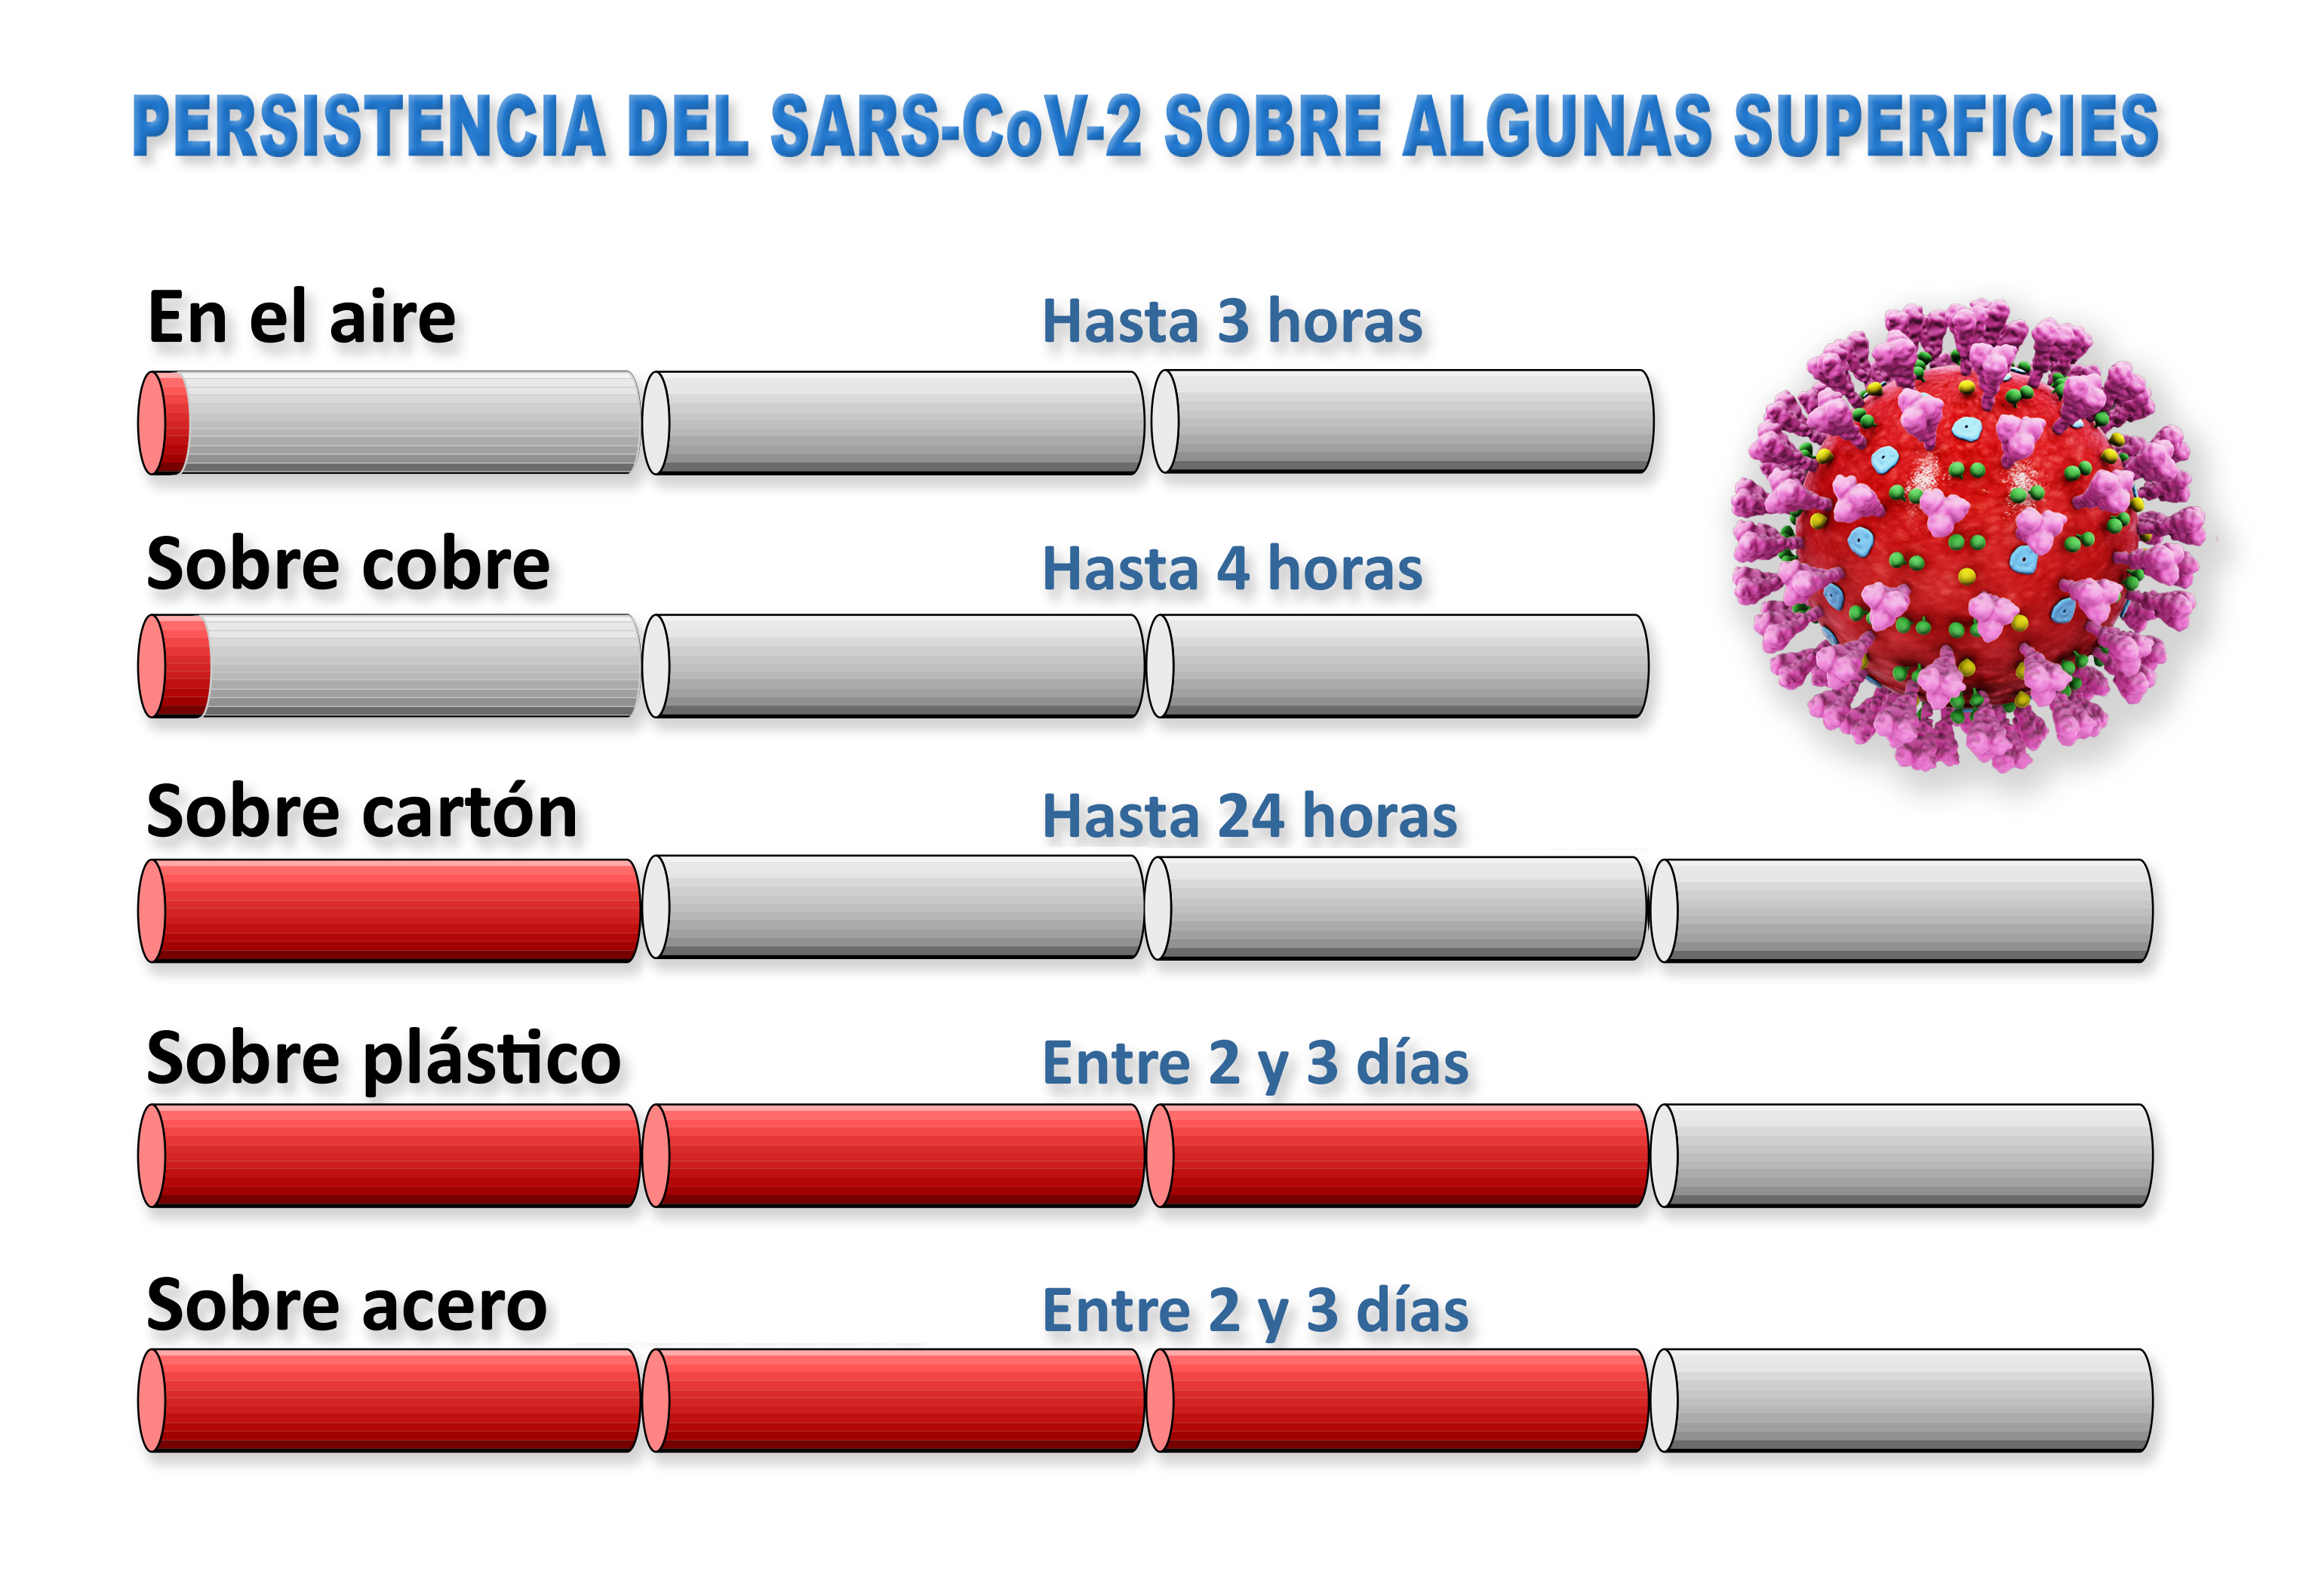 PERSISTENCIA DEL SARS-CoV-2 SOBRE ALGUNAS SUPERFICIES
En el aire Hasta 3 horas
Sobre cobre Hasta 4 horas
Sobre cartón Hasta 24 horas
Sobre plástico Entre 2 y 3 días
Sobre acero Entre 2 y 3 días